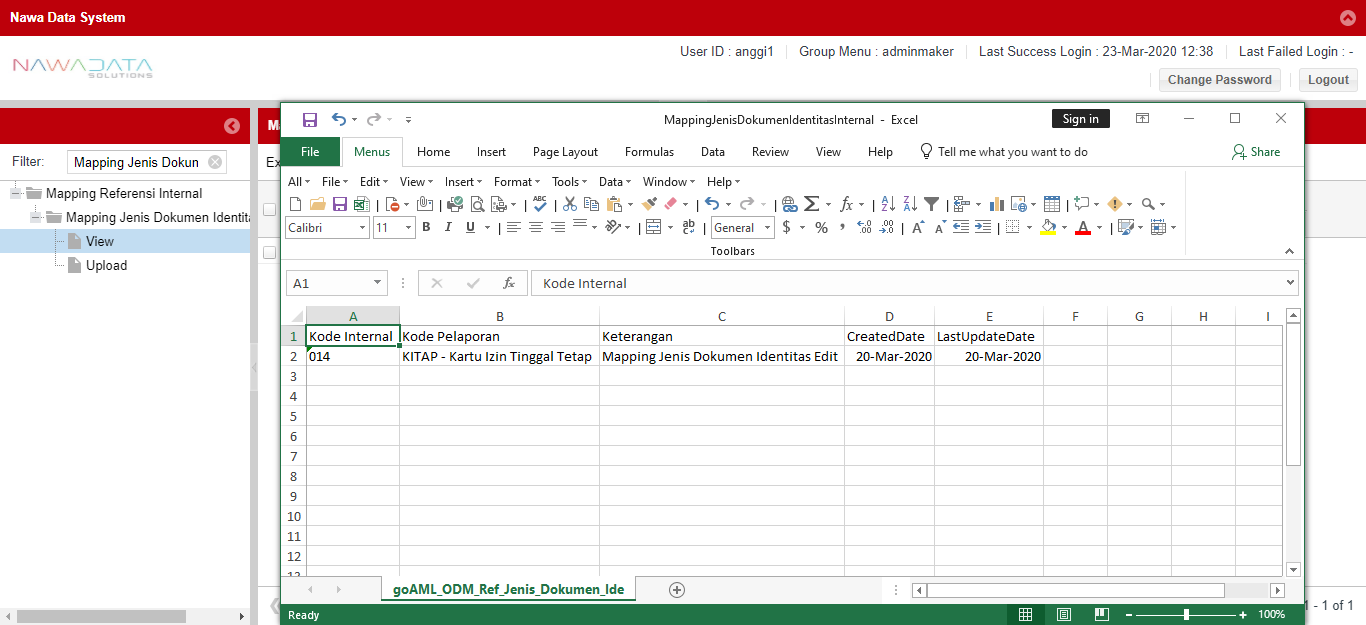 Nawa Data System
NAWADATA
SOLUTIONS
User ID : anggi1
Group Menu : adminmaker
Last Success Login : 23-Mar-2020 12:38
Last Failed Login : -
Change Password
Logout
Filter:
Mapping Jenis Dokun
Mapping Referensi Internal
Mapping Jenis Dokumen Identita
View
Upload
MappingJenisDokumenIdentitasInternal - Excel
Sign in
File Menus Home Insert Page Layout Formulas Data Review View Help Tell me what you want to do Share
All File Edit View Insert Format Tools Data Window Help
Calibri 11 B I U General $ %
Toolbars
A1 fx Kode Internal
A B C D E F G H I
1 Kode Internal Kode Pelaporan Keterangan CreatedDate LastUpdateDate
2 014 KITAP - Kartu Izin Tinggal Tetap Mapping Jenis Dokumen Identitas Edit 20-Mar-2020 20-Mar-2020
3
4
5
6
7
8
9
10
11
12
goAML_ODM_Ref_Jenis_Dokumen_Ide
1 - 1 of 1
Ready
100%